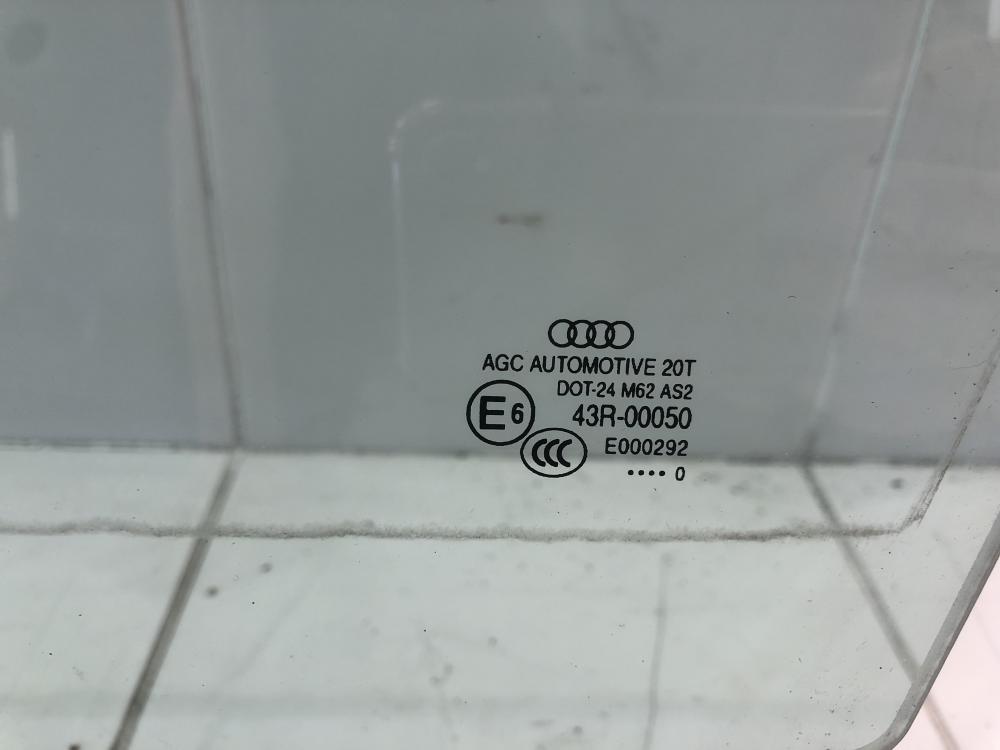 AGC AUTOMOTIVE 20T
DOT-24 M62 AS2
E6 43R-00050
CCC E000292
•••• 0